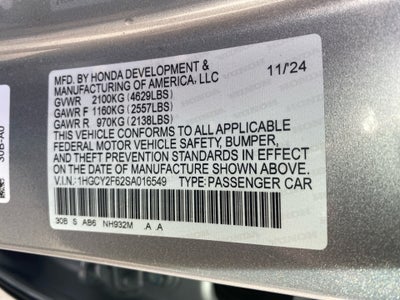 MFD. BY HONDA DEVELOPMENT &
MANUFACTURING OF AMERICA, LLC 11/24
GVWR 2100KG (4629LBS)
GAWR F 1160KG (2557LBS)
GAWR R 970KG (2138LBS)
THIS VEHICLE CONFORMS TO ALL APPLICABLE
FEDERAL MOTOR VEHICLE SAFETY, BUMPER,
AND THEFT PREVENTION STANDARDS IN EFFECT
ON THE DATE OF MANUFACTURE SHOWN ABOVE.
V.I.N.: 1HGCY2F62SA016549 TYPE:PASSENGER CAR
30B S AB6 NH932M A A
30B-A0